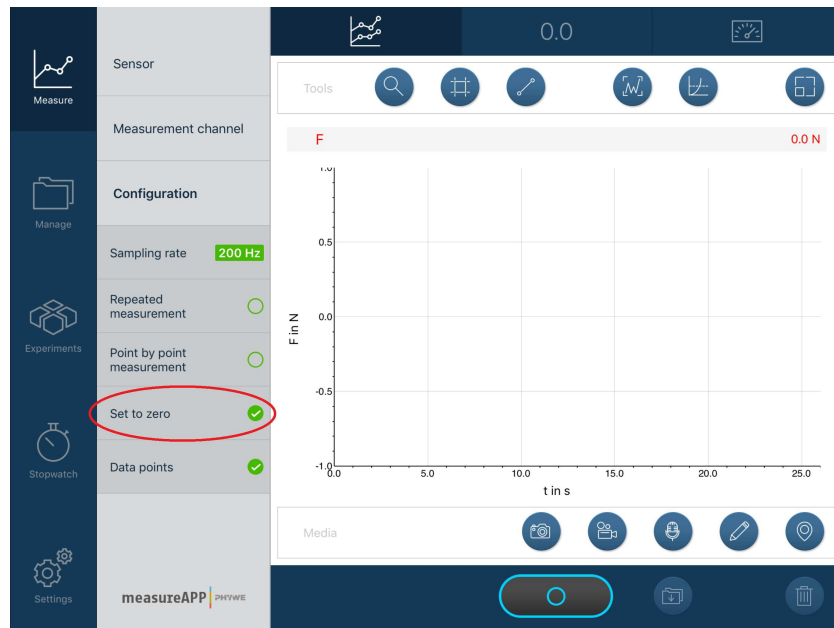 Measure
Manage
Experiments
Stopwatch
Settings
Sensor
Measurement channel
Configuration
Sampling rate 200 Hz
Repeated
measurement
Point by point
measurement
Set to zero
Data points
measureAPP PHYWE
0.0
Tools
F 0.0 N
1.0
0.5
0.0
-0.5
-1.0
F in N
0.0 5.0 10.0 15.0 20.0 25.0
t in s
Media